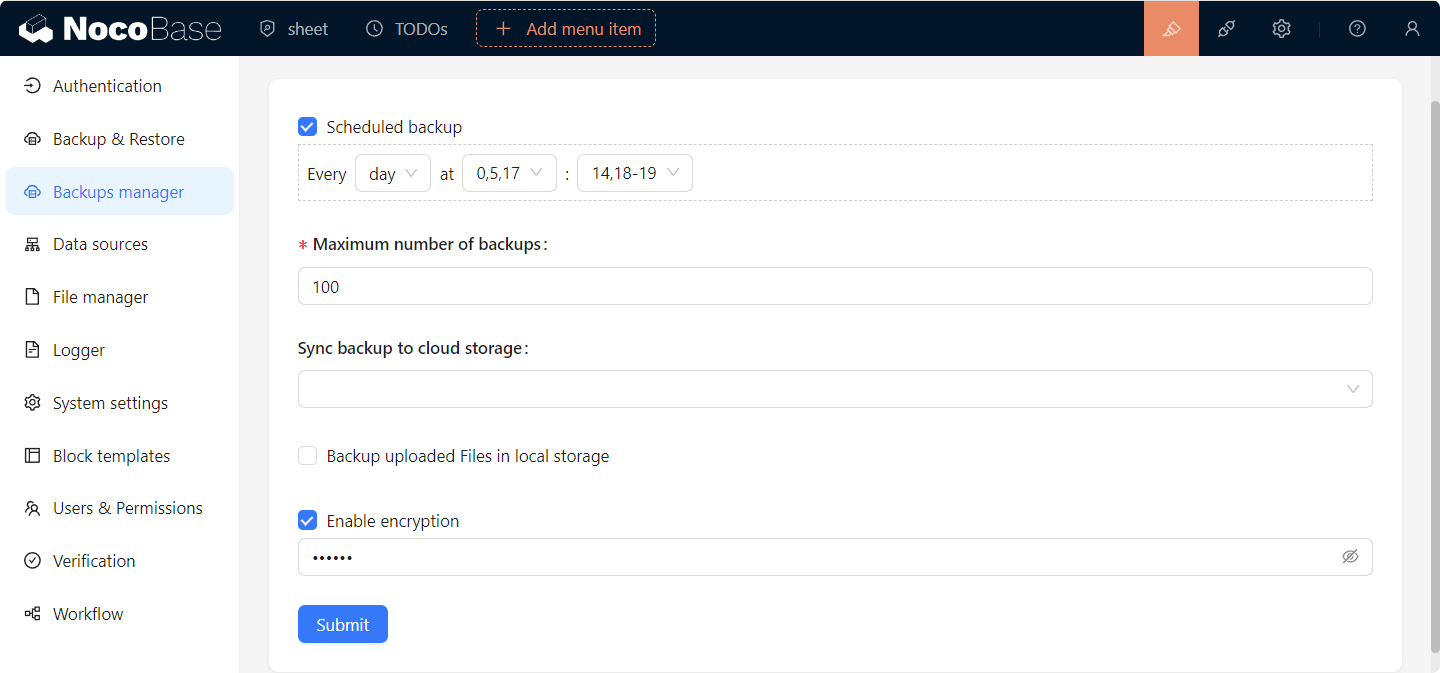 NocoBase sheet TODOs + Add menu item
Authentication
Backup & Restore
Backups manager
Data sources
File manager
Logger
System settings
Block templates
Users & Permissions
Verification
Workflow
Scheduled backup
Every day at 0,5,17 : 14,18-19
* Maximum number of backups:
100
Sync backup to cloud storage:
Backup uploaded Files in local storage
Enable encryption
••••••
Submit